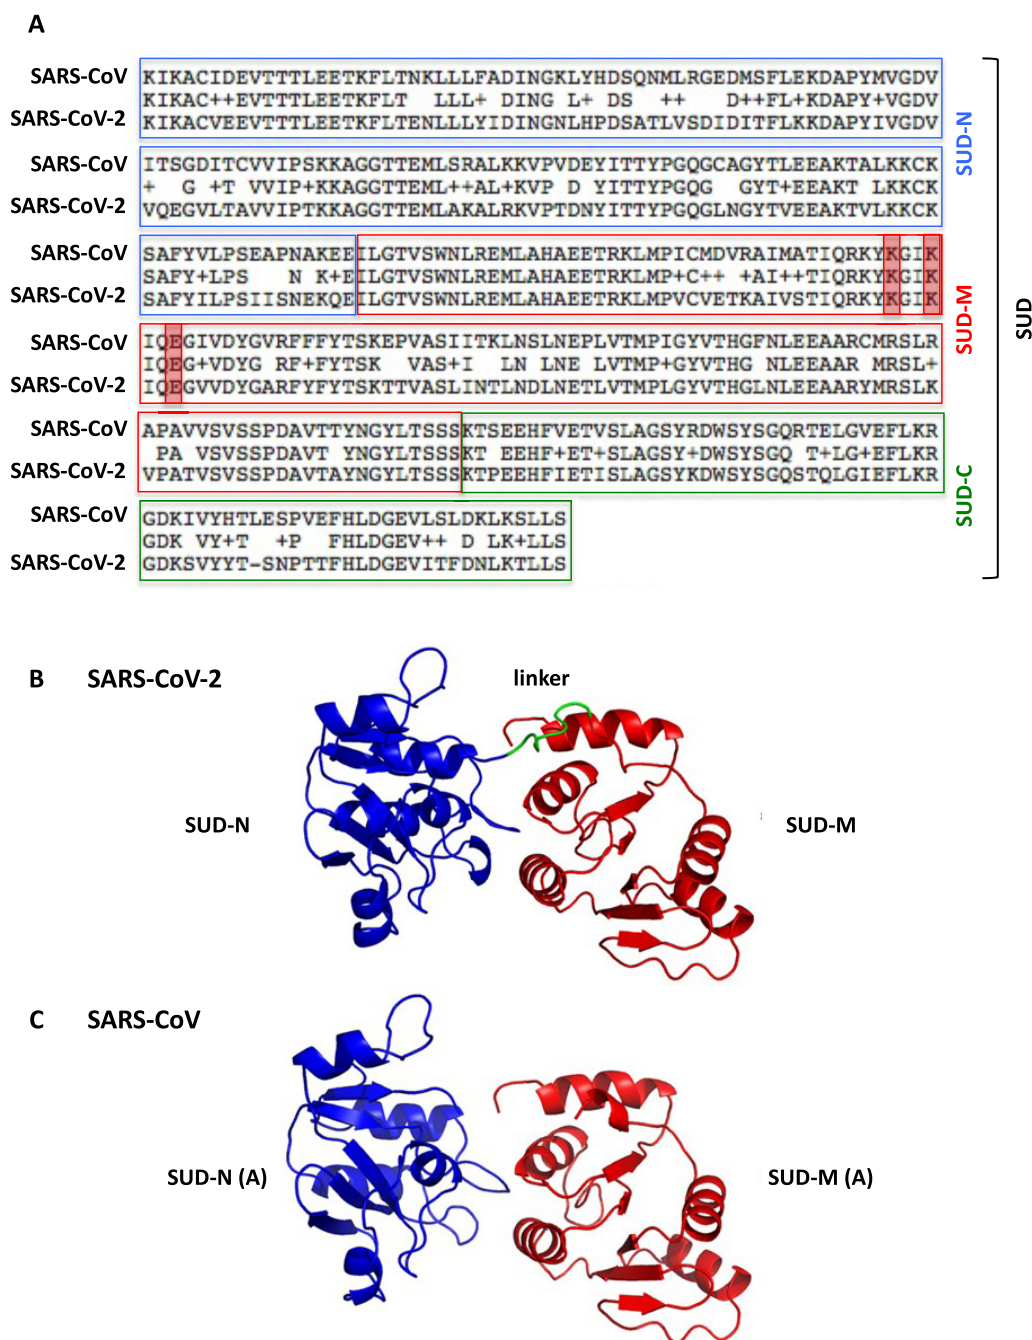 A
SARS-CoV KIKACIDEVTTTLEETKFLTNKLLLFADINGKLYHDSQNMLRGEDMSFLEKDAPYMVGDV
KIKAC++EVTTTLEETKFLT LLL+ DING L+ DS ++ D++FL+KDAPY+VGDV
SARS-CoV-2 KIKACVEEVTTTLEETKFLTENLLLYIDINGNLHPDSATLVSDIDITFLKKDAPYIVGDV
SUD-N
SARS-CoV ITSGDITCVVIPSKKAGGTTEMLSRALKKVPVDEYITTYPGQGCAGYTLEEAKTALKKCK
+ G +T VVIP+KKAGGTTEML++AL+KVP D YITTYPGQG GYT+EEAKT LKKCK
SARS-CoV-2 VQEGVLTAVVIPTKKAGGTTEMLAKALRKVPTDNYITTYPGQGLNGYTVEEAKTVLKKCK
SARS-CoV SAFYVLPSEAPNAKEEILGTVSWNLREMLAHAEETRKLMPICMDVRAIMATIQRKYKGIK
SAFY+LPS N K+EILGTVSWNLREMLAHAEETRKLMP+C++ +AI++TIQRKYKGIK
SARS-CoV-2 SAFYILPSIISNEKQEILGTVSWNLREMLAHAEETRKLMPVCVETKAIVSTIQRKYKGIK
SUD-M
SUD
SARS-CoV IQEGIVDYGVRFFFYTSKEPVASIITKLNSLNEPLVTMPIGYVTHGFNLEEAARCMRSLR
IQEG+VDYG RF+FYTSK VAS+I LN LNE LVTMP+GYVTHG NLEEAAR MRSL+
SARS-CoV-2 IQEGVVDYGARFYFYTSKTTVASLINTLNDLNETLVTMPLGYVTHGLNLEEAARYMRSLK
SARS-CoV APAVVSVSSPDAVTTYNGYLTSSSKTSEEHFVETVSLAGSYRDWSYSGQRTELGVEFLKR
PA VSVSSPDAVT YNGYLTSSSKT EEHF+ET+SLAGSY+DWSYSGQ T+LG+EFLKR
SARS-CoV-2 VPATVSVSSPDAVTAYNGYLTSSSKTPEEHFIETISLAGSYKDWSYSGQSTQLGIEFLKR
SUD-C
SARS-CoV GDKIVYHTLESPVEFHLDGEVLSLDKLKSLLS
GDK VY+T +P FHLDGEV++ D LK+LLS
SARS-CoV-2 GDKSVYYT-SNPTTFHLDGEVITFDNLKTLLS
B SARS-CoV-2
linker
SUD-N
SUD-M
C SARS-CoV
SUD-N (A)
SUD-M (A)